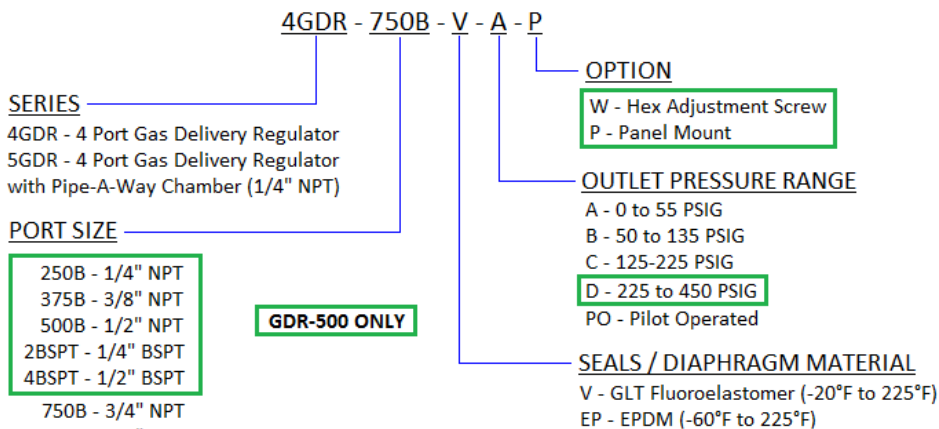 4GDR - 750B - V - A - P
OPTION
W - Hex Adjustment Screw
P - Panel Mount
SERIES
4GDR - 4 Port Gas Delivery Regulator
5GDR - 4 Port Gas Delivery Regulator
with Pipe-A-Way Chamber (1/4" NPT)
OUTLET PRESSURE RANGE
A - 0 to 55 PSIG
B - 50 to 135 PSIG
C - 125-225 PSIG
D - 225 to 450 PSIG
PO - Pilot Operated
PORT SIZE
250B - 1/4" NPT
375B - 3/8" NPT
500B - 1/2" NPT
2BSPT - 1/4" BSPT
4BSPT - 1/2" BSPT
750B - 3/4" NPT
GDR-500 ONLY
SEALS / DIAPHRAGM MATERIAL
V - GLT Fluoroelastomer (-20°F to 225°F)
EP - EPDM (-60°F to 225°F)